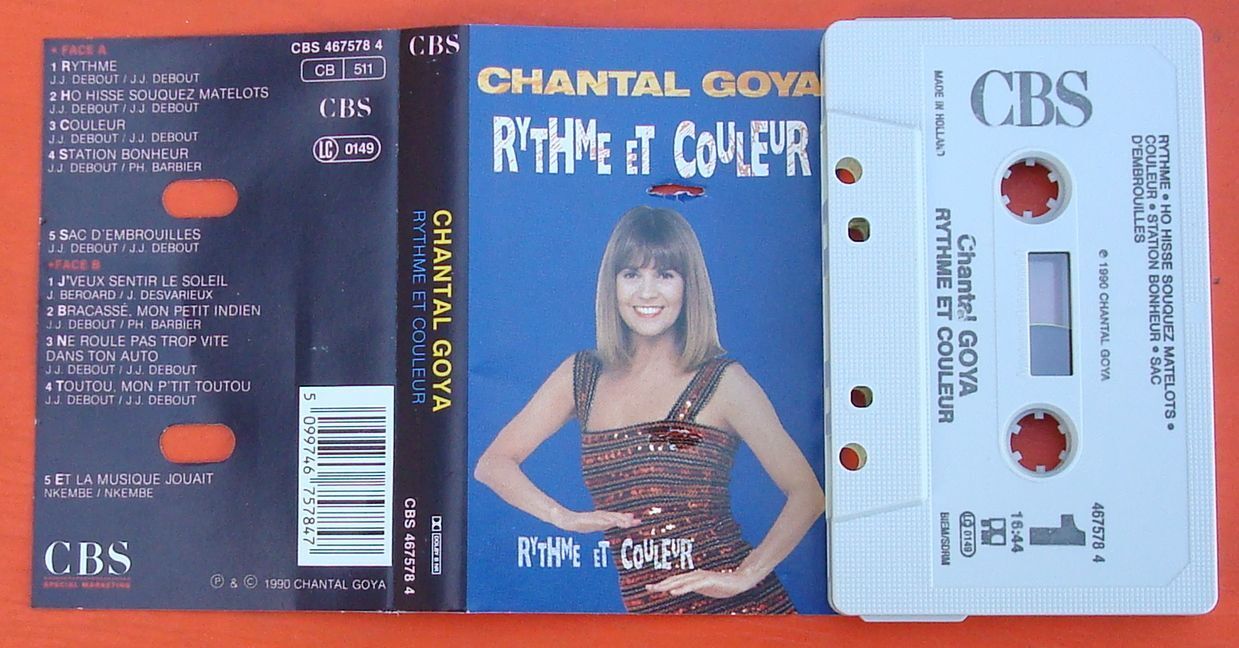 • FACE A
1 RYTHME
J.J. DEBOUT / J.J. DEBOUT
2 HO HISSE SOUQUEZ MATELOTS
J.J. DEBOUT / J.J. DEBOUT
3 COULEUR
J.J. DEBOUT / J.J. DEBOUT
4 STATION BONHEUR
J.J. DEBOUT / PH. BARBIER
5 SAC D'EMBROUILLES
J.J. DEBOUT / J.J. DEBOUT
• FACE B
1 J'VEUX SENTIR LE SOLEIL
J. BEROARD / J. DESVARIEUX
2 BRACASSÉ, MON PETIT INDIEN
J.J. DEBOUT / PH. BARBIER
3 NE ROULE PAS TROP VITE
DANS TON AUTO
J.J. DEBOUT / J.J. DEBOUT
4 TOUTOU, MON P'TIT TOUTOU
J.J. DEBOUT / J.J. DEBOUT
5 ET LA MUSIQUE JOUAIT
NKEMBE / NKEMBE
CBS
SPECIAL MARKETING
CBS 467578 4
CB 511
CBS
LC 0149
5 099746 757847
℗ & © 1990 CHANTAL GOYA
CBS
CHANTAL GOYA
RYTHME ET COULEUR
DOLBY B NR
CBS 467578 4
CHANTAL GOYA
RYTHME ET COULEUR
RYTHME ET COULEUR
CBS
MADE IN HOLLAND
RYTHME • HO HISSE SOUQUEZ MATELOTS •
COULEUR • STATION BONHEUR • SAC
D'EMBROUILLES
℗ 1990 CHANTAL GOYA
Chantal GOYA
RYTHME ET COULEUR
467578 4
1
16:44
LC 0149
BIEM/SDRM